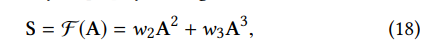 S = ℱ(A) = w₂A² + w₃A³, (18)